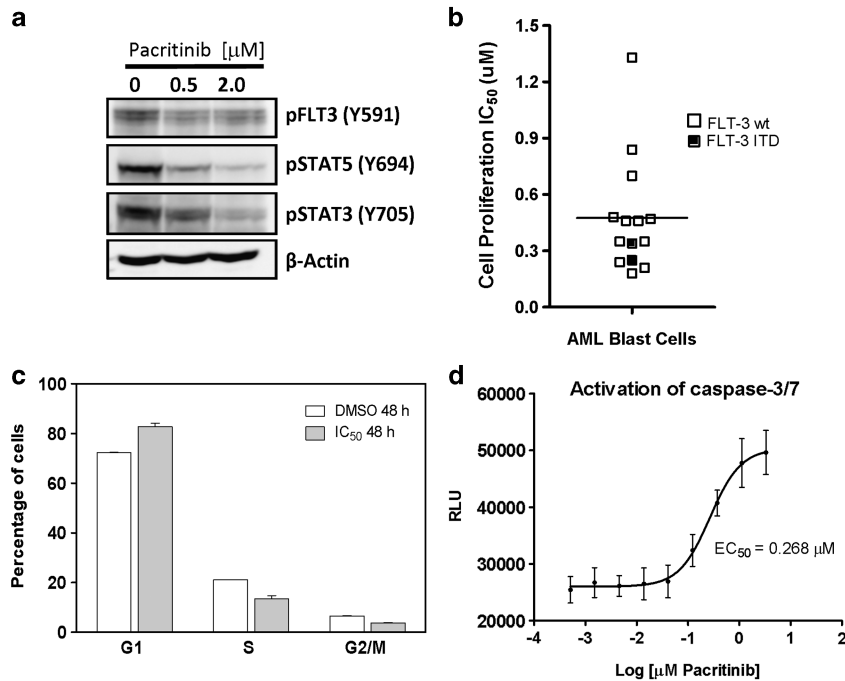 a
Pacritinib [µM]
0 0.5 2.0
pFLT3 (Y591)
pSTAT5 (Y694)
pSTAT3 (Y705)
β-Actin
b
Cell Proliferation IC50 (uM)
1.5
1.2
0.9
0.6
0.3
0.0
FLT-3 wt
FLT-3 ITD
AML Blast Cells
c
Percentage of cells
100
80
60
40
20
0
DMSO 48 h
IC50 48 h
G1 S G2/M
d
Activation of caspase-3/7
RLU
60000
50000
40000
30000
20000
EC50 = 0.268 µM
-4 -3 -2 -1 0 1 2
Log [µM Pacritinib]